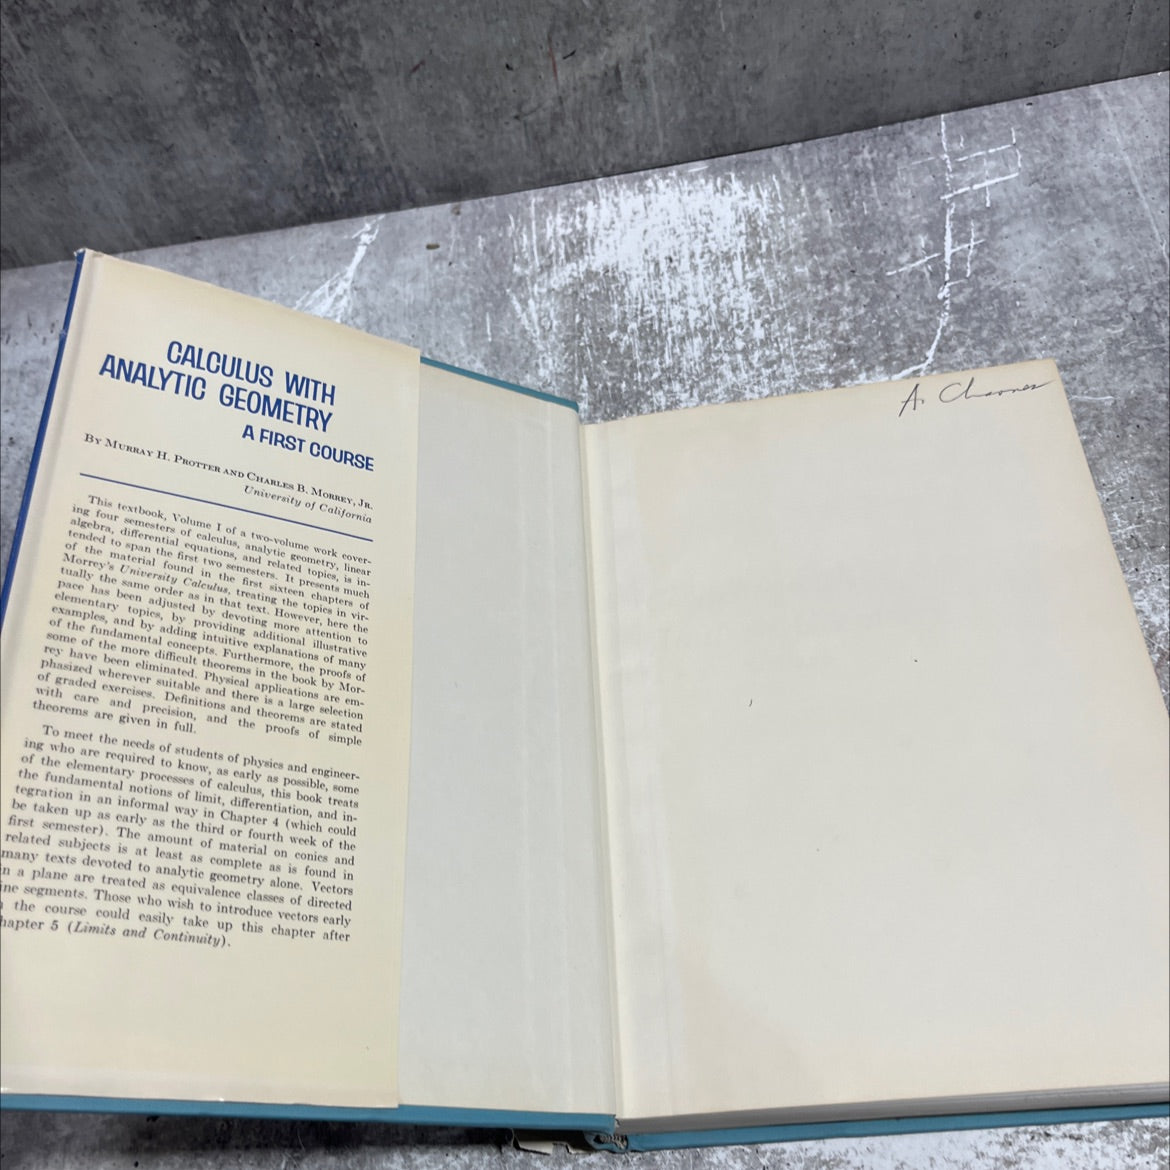 CALCULUS WITH
ANALYTIC GEOMETRY
A FIRST COURSE
BY MURRAY H. PROTTER AND CHARLES B. MORREY, JR.
University of California
This textbook, Volume I of a two-volume work cover-
ing four semesters of calculus, analytic geometry, linear
algebra, differential equations, and related topics, is in-
tended to span the first two semesters. It presents much
of the material found in the first sixteen chapters of
Morrey's University Calculus, treating the topics in vir-
tually the same order as in that text. However, here the
pace has been adjusted by devoting more attention to
elementary topics, by providing additional illustrative
examples, and by adding intuitive explanations of many
of the fundamental concepts. Furthermore, the proofs of
some of the more difficult theorems in the book by Mor-
rey have been eliminated. Physical applications are em-
phasized wherever suitable and there is a large selection
of graded exercises. Definitions and theorems are stated
with care and precision, and the proofs of simple
theorems are given in full.
To meet the needs of students of physics and engineer-
ing who are required to know, as early as possible, some
of the elementary processes of calculus, this book treats
the fundamental notions of limit, differentiation, and in-
tegration in an informal way in Chapter 4 (which could
be taken up as early as the third or fourth week of the
first semester). The amount of material on conics and
related subjects is at least as complete as is found in
many texts devoted to analytic geometry alone. Vectors
n a plane are treated as equivalence classes of directed
ine segments. Those who wish to introduce vectors early
the course could easily take up this chapter after
hapter 5 (Limits and Continuity).
A.